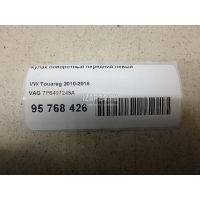 Кулак поворотный передний левый
VW Touareg 2010-2018
VAG 7P6407245A
95 768 426